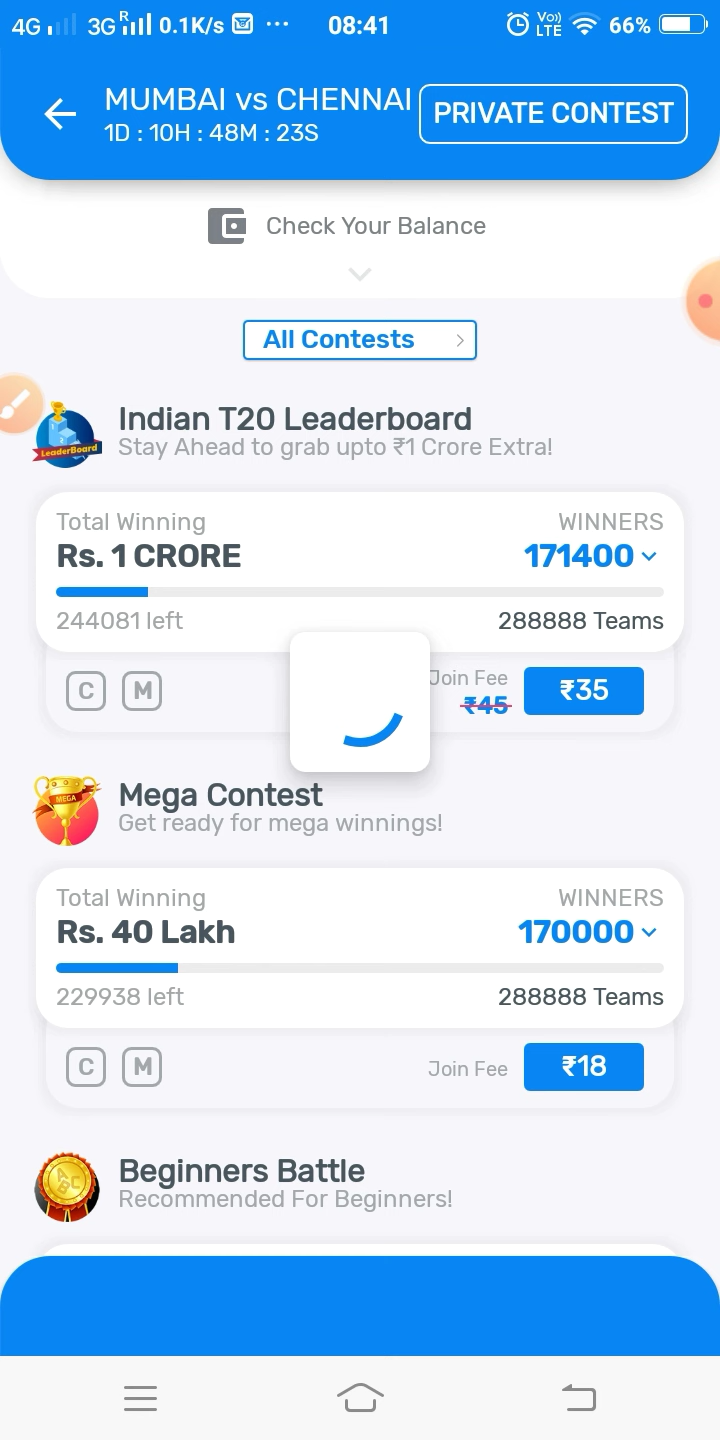 4G 3G R 0.1K/s ... 08:41 Vo)) LTE 66%
MUMBAI vs CHENNAI
1D : 10H : 48M : 23S
PRIVATE CONTEST
Check Your Balance
All Contests
LeaderBoard
Indian T20 Leaderboard
Stay Ahead to grab upto ₹1 Crore Extra!
Total Winning WINNERS
Rs. 1 CRORE 171400
244081 left 288888 Teams
C M Join Fee ₹45 ₹35
MEGA
Mega Contest
Get ready for mega winnings!
Total Winning WINNERS
Rs. 40 Lakh 170000
229938 left 288888 Teams
C M Join Fee ₹18
ABC
Beginners Battle
Recommended For Beginners!